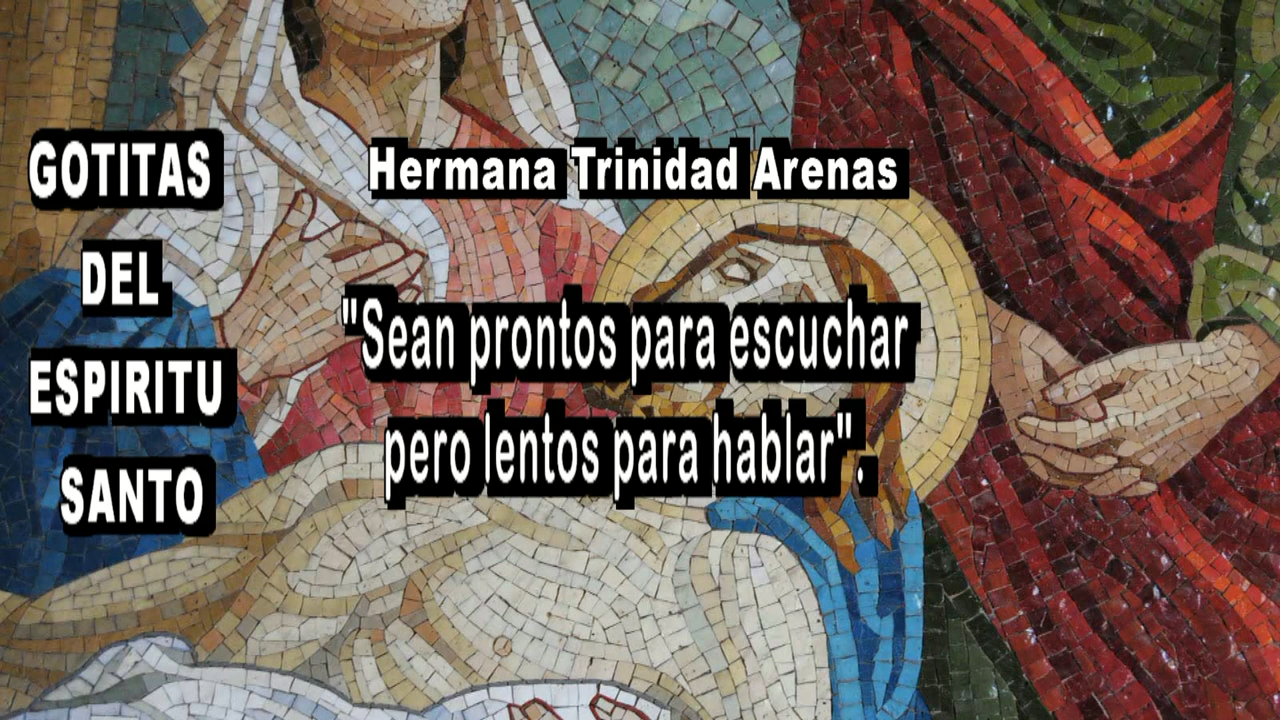 GOTITAS
DEL
ESPIRITU
SANTO
Hermana Trinidad Arenas
"Sean prontos para escuchar
pero lentos para hablar".